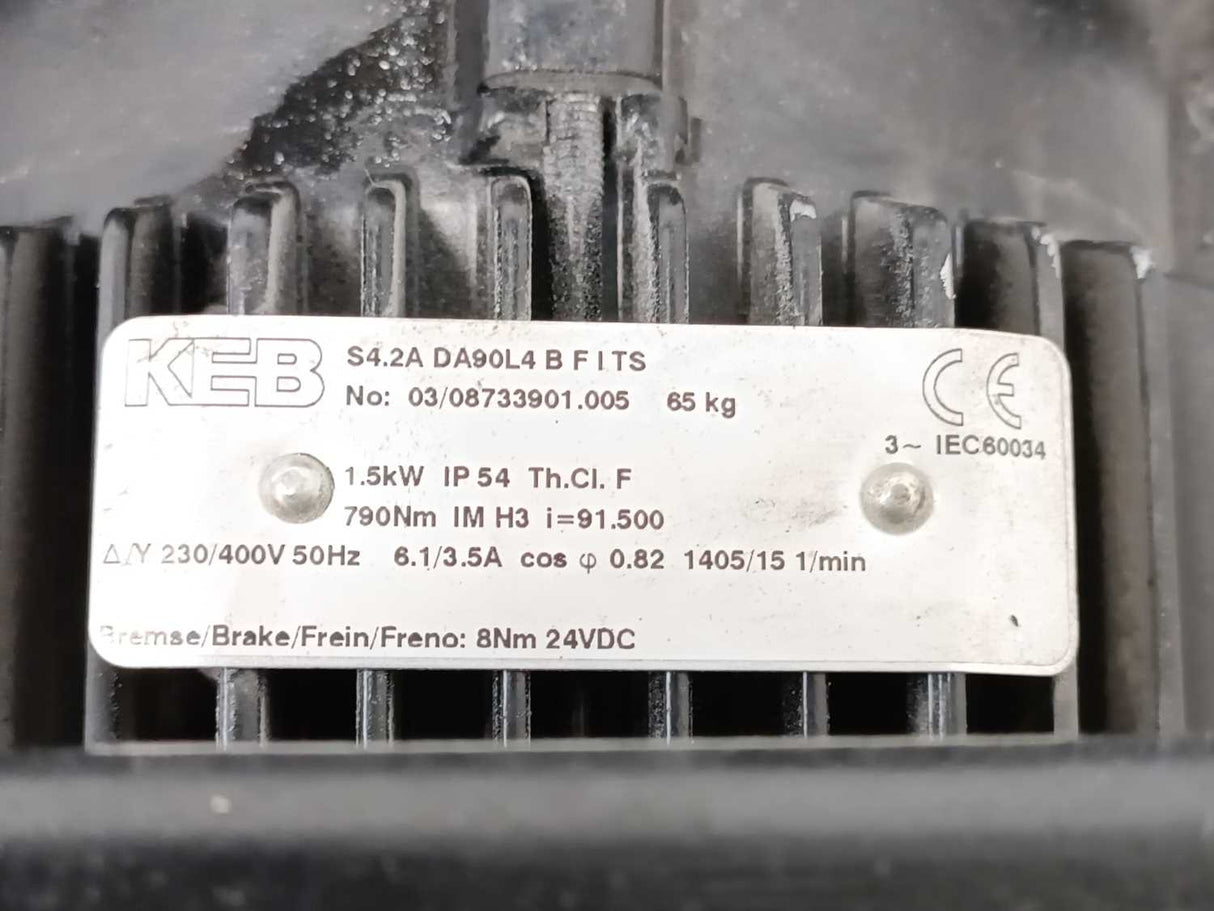 KEB
S4.2A DA90L4 B F I TS
No: 03/08733901.005 65 kg
CE
3~ IEC60034
1.5kW IP 54 Th.Cl. F
790Nm IM H3 i=91.500
Δ/Y 230/400V 50Hz 6.1/3.5A cos φ 0.82 1405/15 1/min
Bremse/Brake/Frein/Freno: 8Nm 24VDC